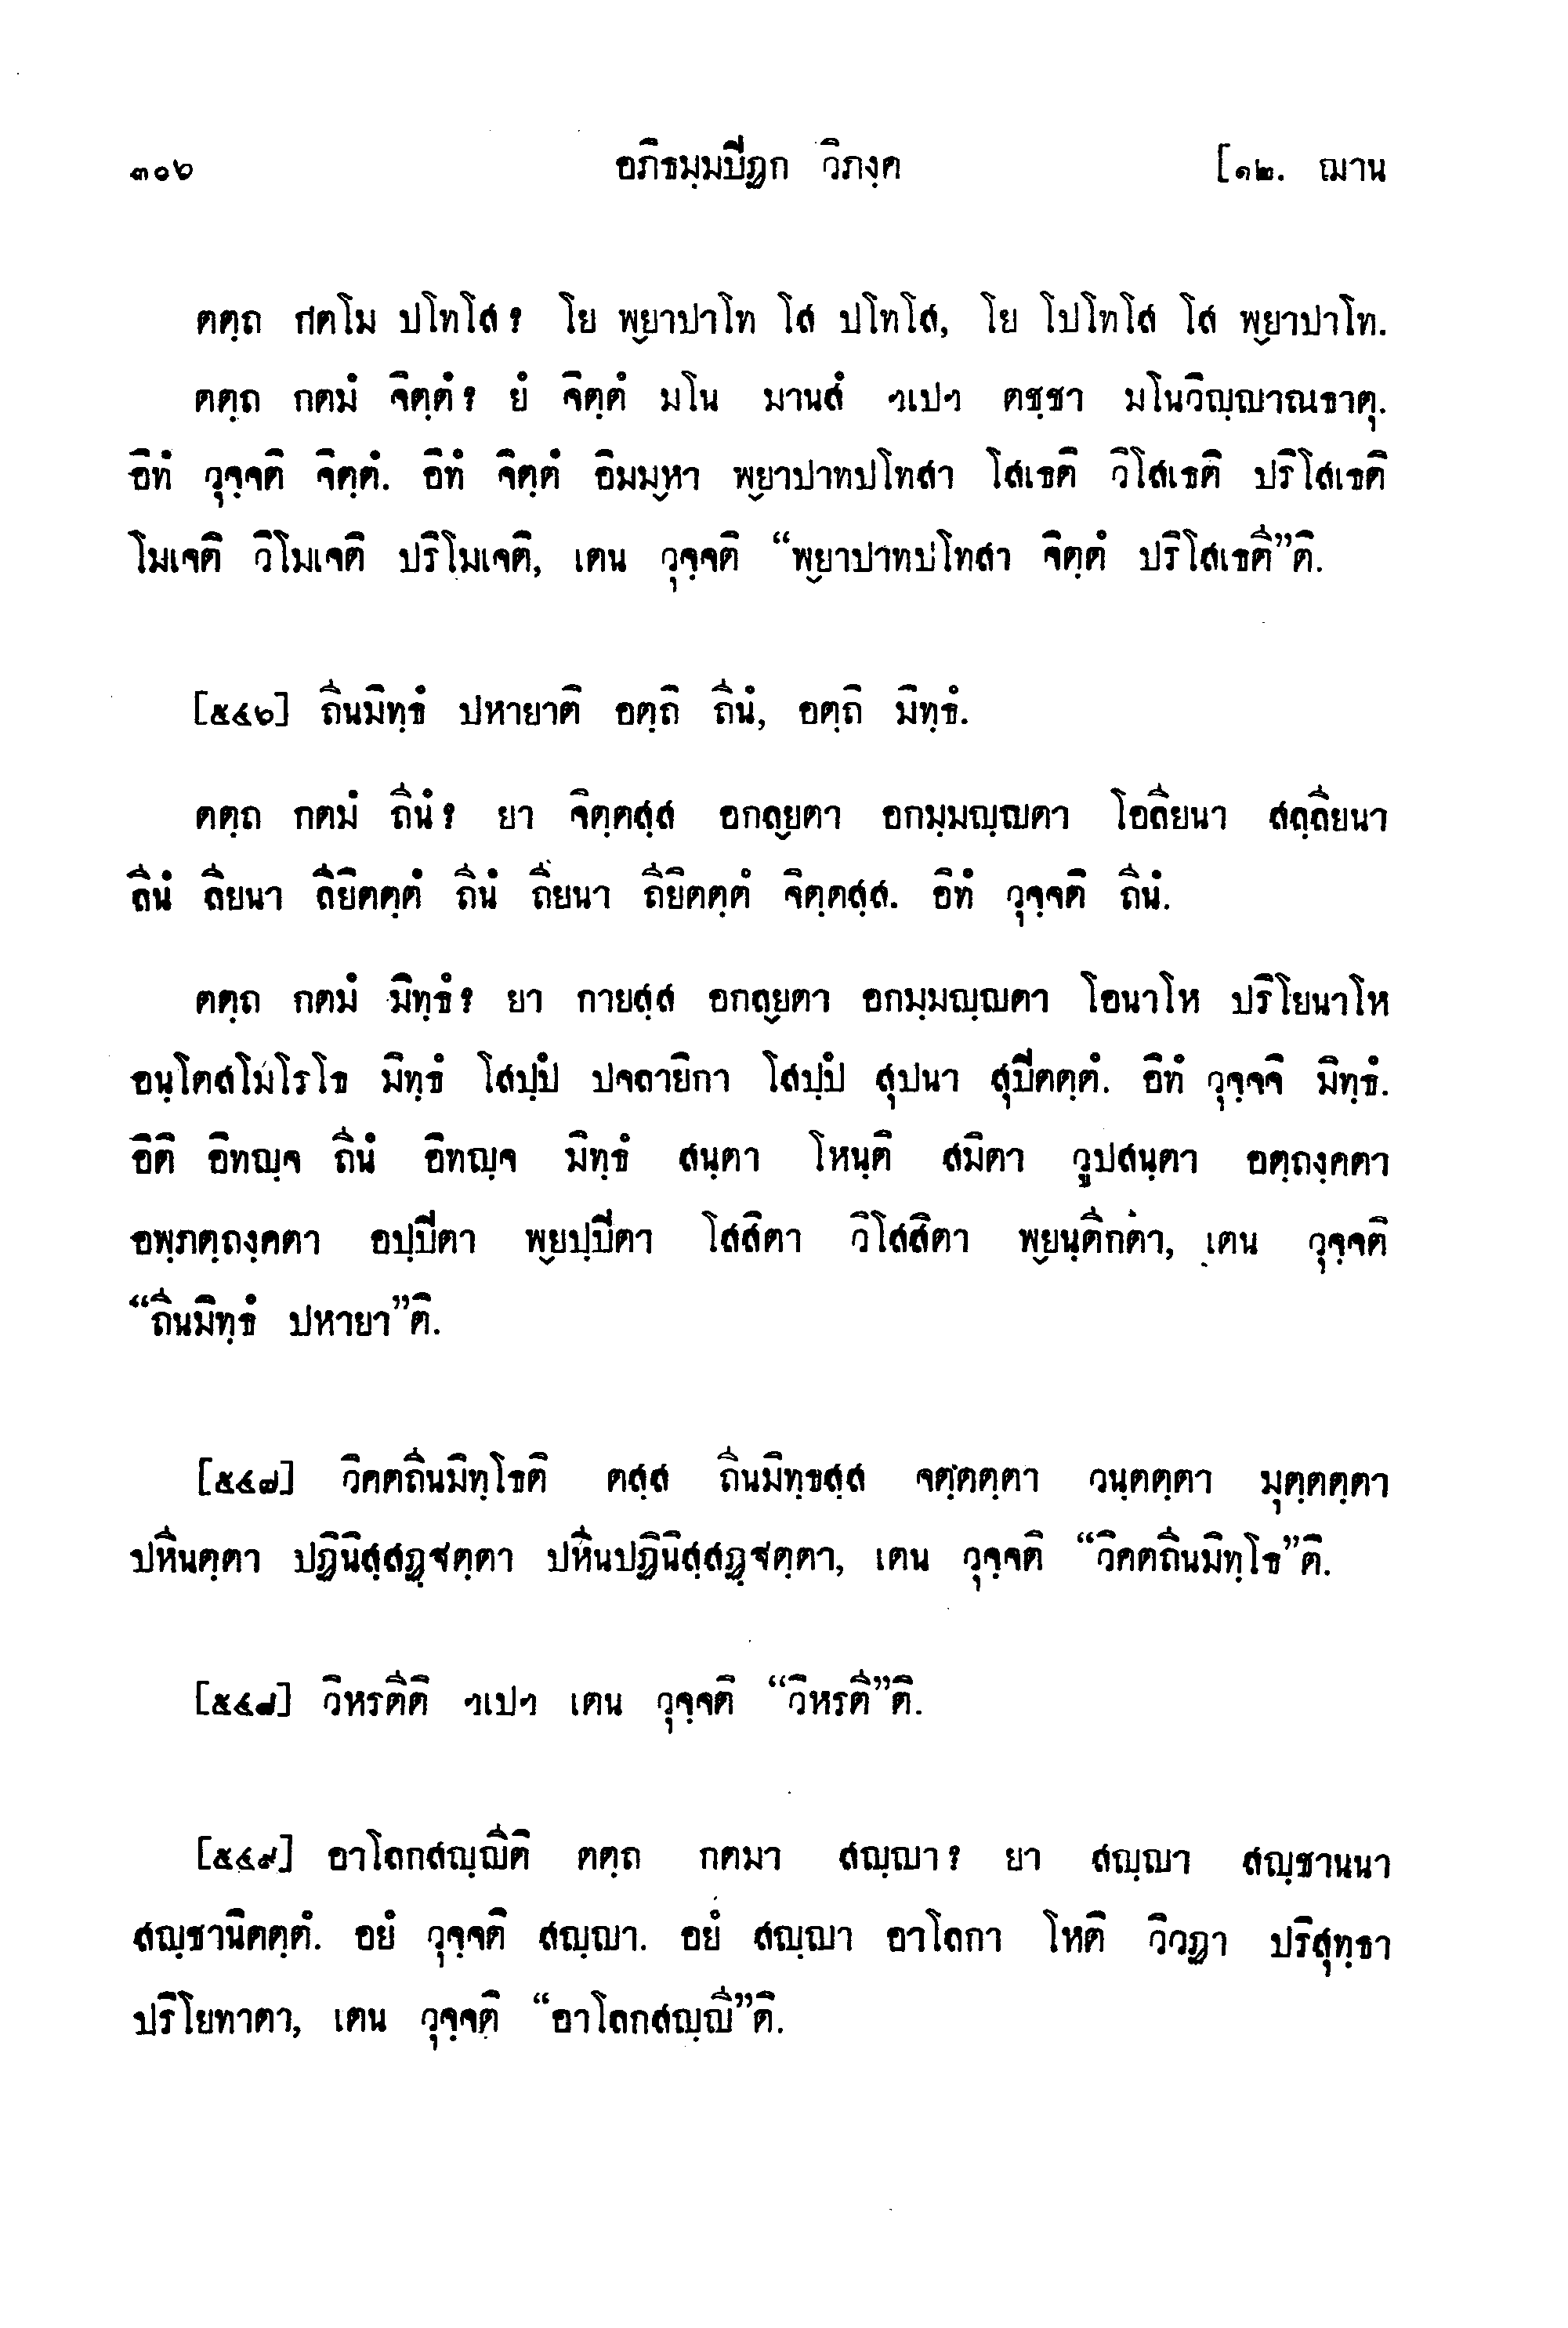 ๓๐๖ อภิธมฺมปิฏก วิภงฺค [๑๒. ฌาน
ตตฺถ กตโม ปโทโส? โย พฺยาปาโท โส ปโทโส, โย โปโทโส โส พฺยาปาโท.
ตตฺถ กตมํ จิตฺตํ? ยํ จิตฺตํ มโน มานสํ ฯเปฯ ตชฺชา มโนวิญฺญาณธาตุ.
อิทํ วุจฺจติ จิตฺตํ. อิทํ จิตฺตํ อิมมฺหา พฺยาปาทปโทสา โสเธติ วิโสเธติ ปริโสเธติ
โมเจติ วิโมเจติ ปริโมเจติ, เตน วุจฺจติ “พฺยาปาทปโทสา จิตฺตํ ปริโสเธตี”ติ.
[๕๔๖] ถีนมิทฺธํ ปหายาติ อตฺถิ ถีนํ, อตฺถิ มิทฺธํ.
ตตฺถ กตมํ ถีนํ? ยา จิตฺตสฺส อกลฺยตา อกมฺมญฺญตา โอลียนา สลฺลียนา
ลีนํ ลียนา ลียิตตฺตํ ถีนํ ถียนา ถียิตตฺตํ จิตฺตสฺส. อิทํ วุจฺจติ ถีนํ.
ตตฺถ กตมํ มิทฺธํ? ยา กายสฺส อกลฺยตา อกมฺมญฺญตา โอนาโห ปริโยนาโห
อนฺโตสโมโรโธ มิทฺธํ โสปฺปํ ปจลายิกา โสปฺปํ สุปนา สุปิตตฺตํ. อิทํ วุจฺจจิ มิทฺธํ.
อิติ อิทญฺจ ถีนํ อิทญฺจ มิทฺธํ สนฺตา โหนฺติ สมิตา วูปสนฺตา อตฺถงฺคตา
อพฺภตฺถงฺคตา อปฺปิตา พฺยปฺปิตา โสสิตา วิโสสิตา พฺยนฺตีกตา, เตน วุจฺจติ
“ถีนมิทฺธํ ปหายา”ติ.
[๕๔๗] วิคตถีนมิทฺโธติ ตสฺส ถีนมิทฺธสฺส จตฺตตฺตา วนฺตตฺตา มุตฺตตฺตา
ปหีนตฺตา ปฏินิสฺสฏฺฐตฺตา ปหีนปฏินิสฺสฏฺฐตฺตา, เตน วุจฺจติ “วิคตถีนมิทฺโธ”ติ.
[๕๔๘] วิหรตีติ ฯเปฯ เตน วุจฺจติ “วิหรตี”ติ.
[๕๔๙] อาโลกสญฺญีติ ตตฺถ กตมา สญฺญา? ยา สญฺญา สญฺชานนา
สญฺชานิตตฺตํ. อยํ วุจฺจติ สญฺญา. อยํ สญฺญา อาโลกา โหติ วิวฏา ปริสุทฺธา
ปริโยทาตา, เตน วุจฺจติ “อาโลกสญฺญี”ติ.